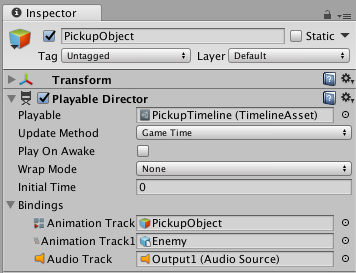 Inspector
PickupObject Static
Tag Untagged Layer Default
Transform
Playable Director
Playable PickupTimeline (TimelineAsset)
Update Method Game Time
Play On Awake
Wrap Mode None
Initial Time 0
Bindings
Animation Track PickupObject
Animation Track1 Enemy
Audio Track Output1 (Audio Source)